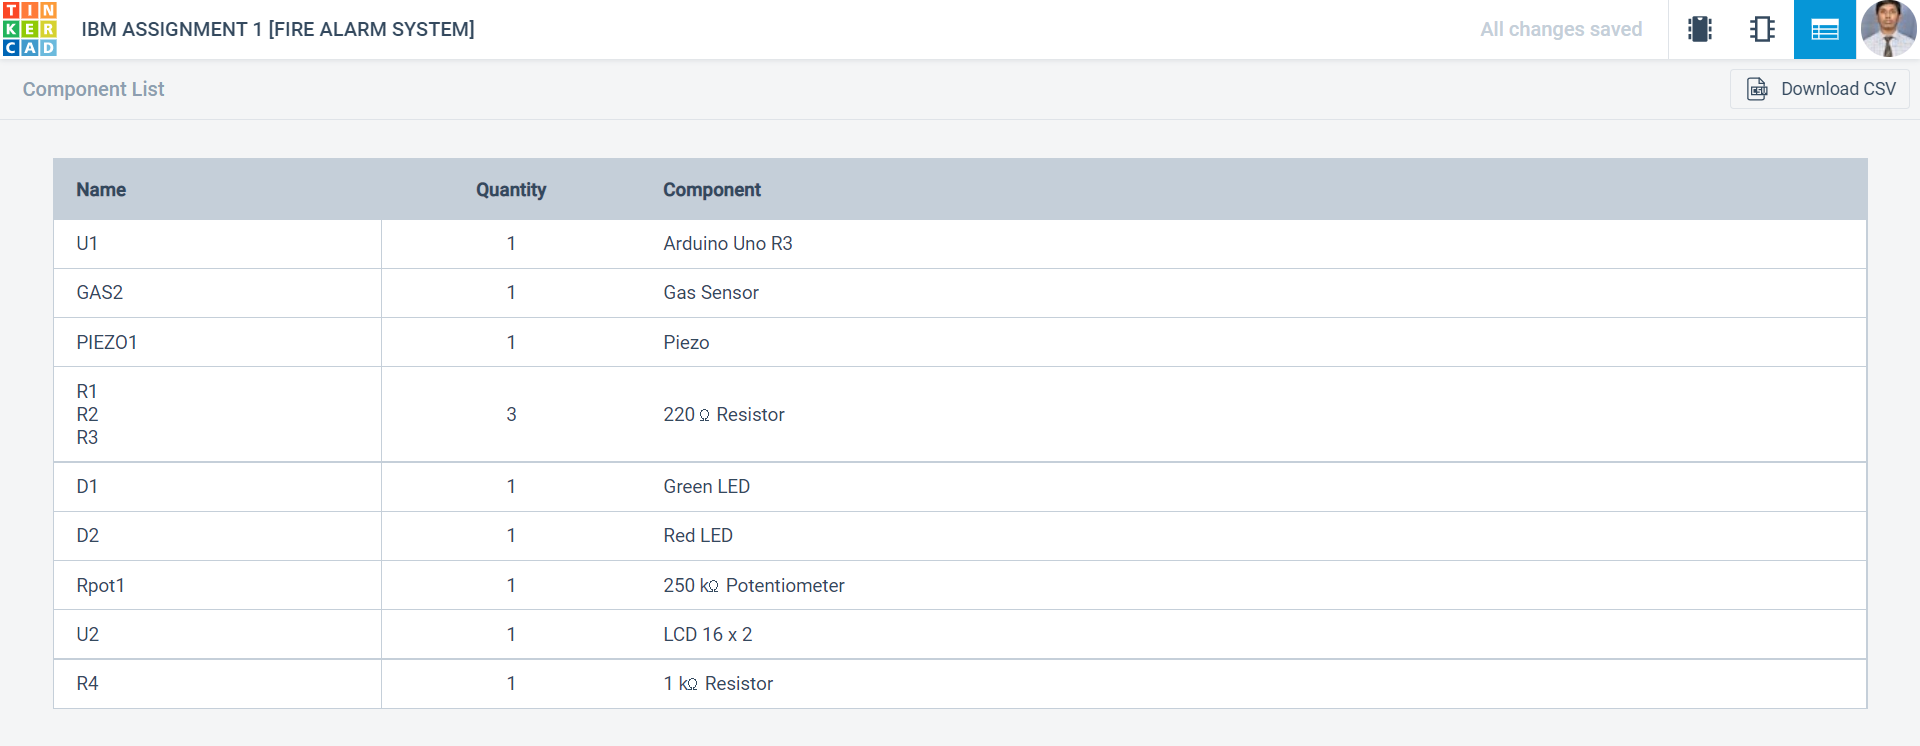 TIN
KER
CAD
IBM ASSIGNMENT 1 [FIRE ALARM SYSTEM]
All changes saved
Component List
CSV Download CSV
Name Quantity Component
U1 1 Arduino Uno R3
GAS2 1 Gas Sensor
PIEZO1 1 Piezo
R1
R2
R3
3 220 Ω Resistor
D1 1 Green LED
D2 1 Red LED
Rpot1 1 250 kΩ Potentiometer
U2 1 LCD 16 x 2
R4 1 1 kΩ Resistor